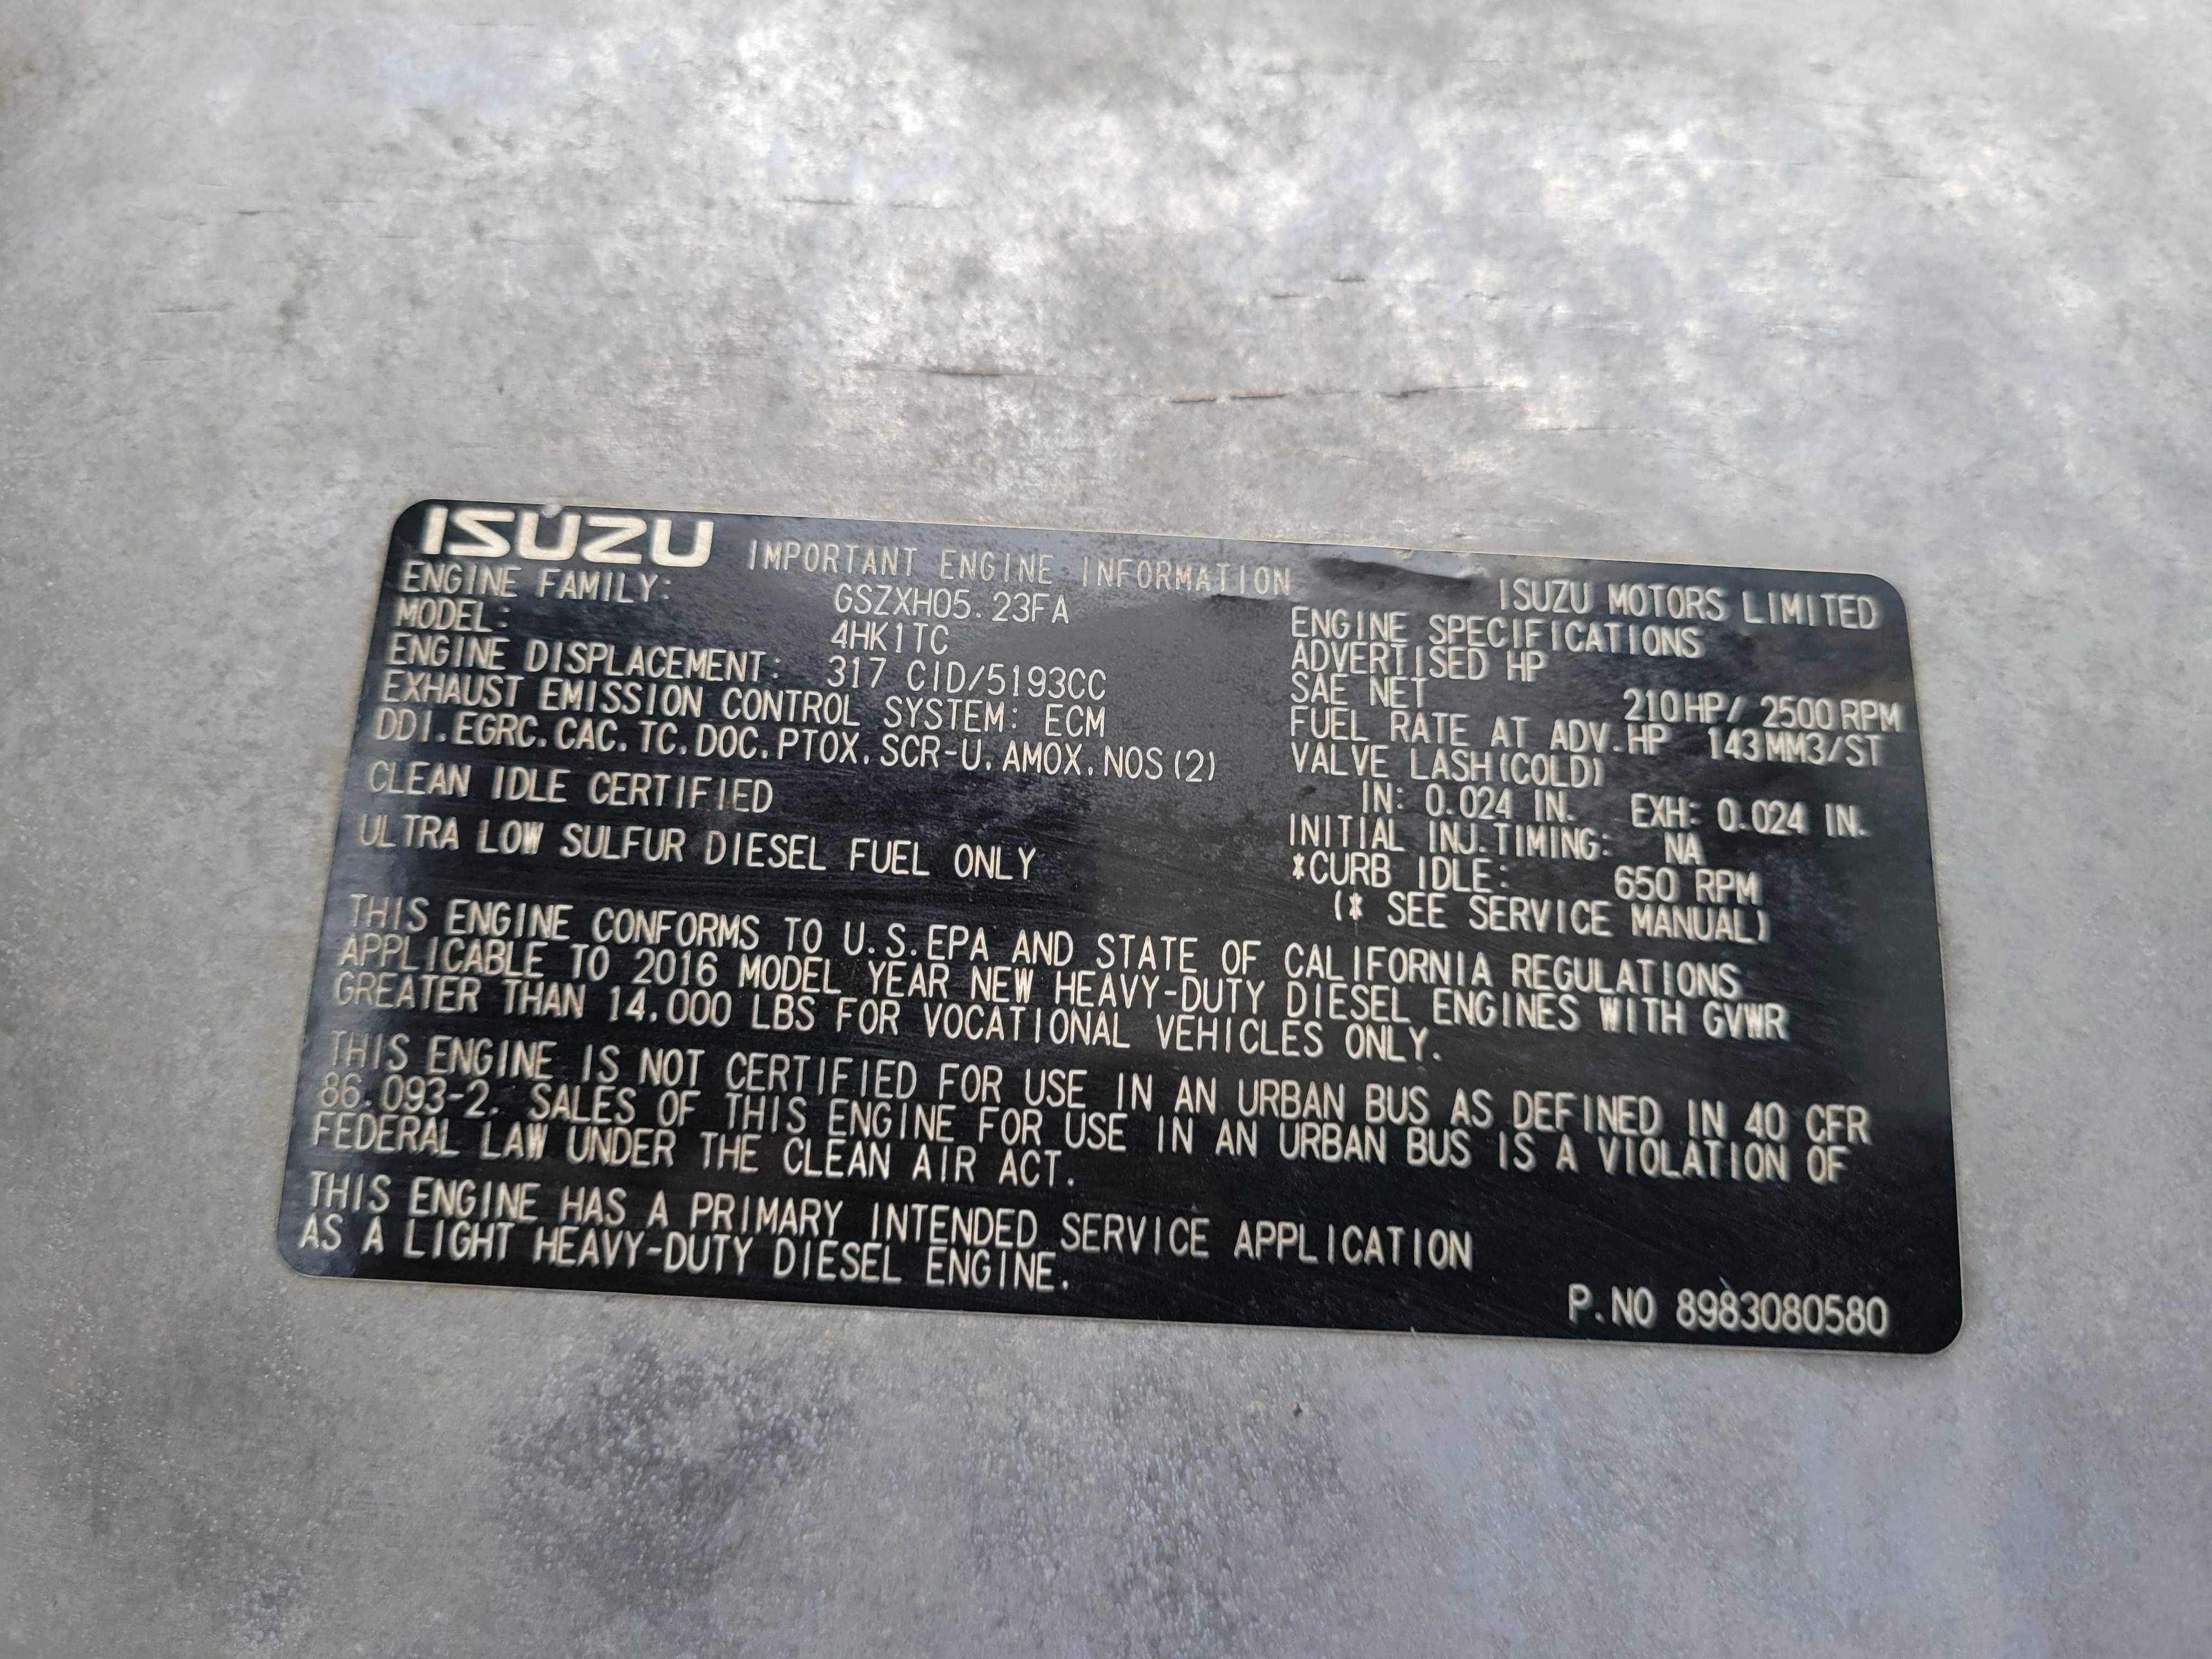 ISUZU IMPORTANT ENGINE INFORMATION ISUZU MOTORS LIMITED
ENGINE FAMILY: GSZXH05.23FA
MODEL: 4HK1TC
ENGINE DISPLACEMENT: 317 CID/5193CC
EXHAUST EMISSION CONTROL SYSTEM: ECM
DDI.EGRC.CAC.TC.DOC.PTOX.SCR-U.AMOX.NOS(2)
CLEAN IDLE CERTIFIED
ULTRA LOW SULFUR DIESEL FUEL ONLY
ENGINE SPECIFICATIONS
ADVERTISED HP
SAE NET 210HP/ 2500RPM
FUEL RATE AT ADV.HP 143MM3/ST
VALVE LASH(COLD)
IN: 0.024 IN. EXH: 0.024 IN.
INITIAL INJ.TIMING: NA
*CURB IDLE: 650 RPM
(* SEE SERVICE MANUAL)
THIS ENGINE CONFORMS TO U.S.EPA AND STATE OF CALIFORNIA REGULATIONS
APPLICABLE TO 2016 MODEL YEAR NEW HEAVY-DUTY DIESEL ENGINES WITH GVWR
GREATER THAN 14,000 LBS FOR VOCATIONAL VEHICLES ONLY.
THIS ENGINE IS NOT CERTIFIED FOR USE IN AN URBAN BUS AS DEFINED IN 40 CFR
86.093-2. SALES OF THIS ENGINE FOR USE IN AN URBAN BUS IS A VIOLATION OF
FEDERAL LAW UNDER THE CLEAN AIR ACT.
THIS ENGINE HAS A PRIMARY INTENDED SERVICE APPLICATION
AS A LIGHT HEAVY-DUTY DIESEL ENGINE.
P.NO 8983080580